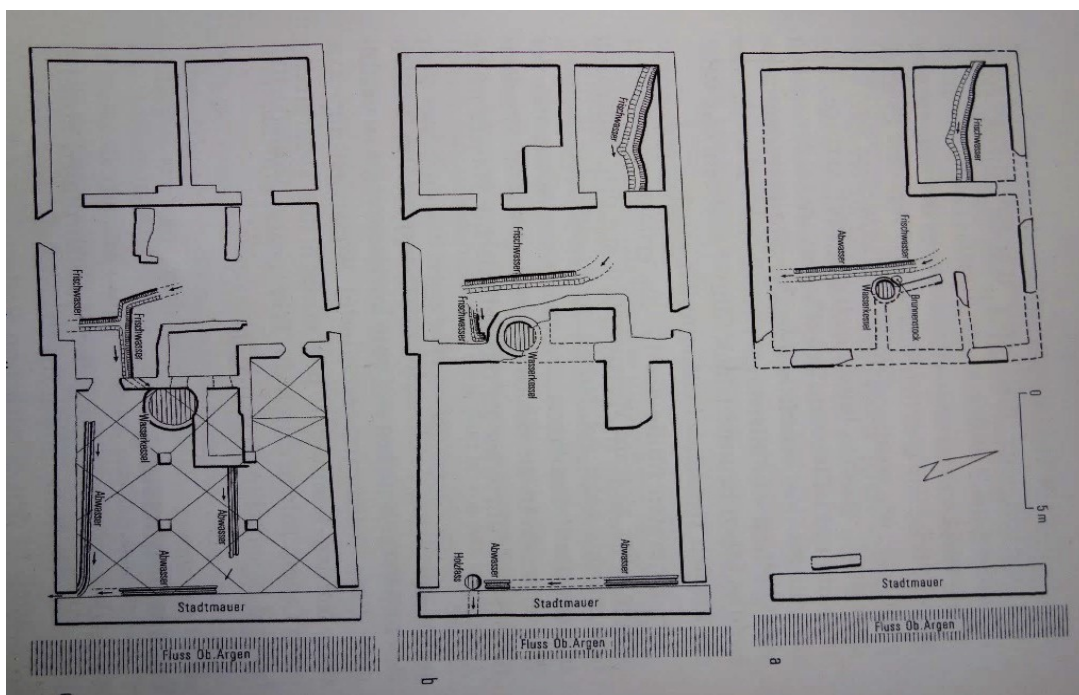 Frischwasser
Frischwasser
Frischwasser
Wasserkessel
Abwasser
Abwasser
Abwasser
Stadtmauer
Fluss Ob. Argen
Frischwasser
Frischwasser
Frischwasser
Wasserkessel
Holzfass
Abwasser
Abwasser
Stadtmauer
Fluss Ob. Argen
b
Frischwasser
Frischwasser
Abwasser
Brunnenstock
Wasserkessel
0
5 m
N
Stadtmauer
Fluss Ob. Argen
a